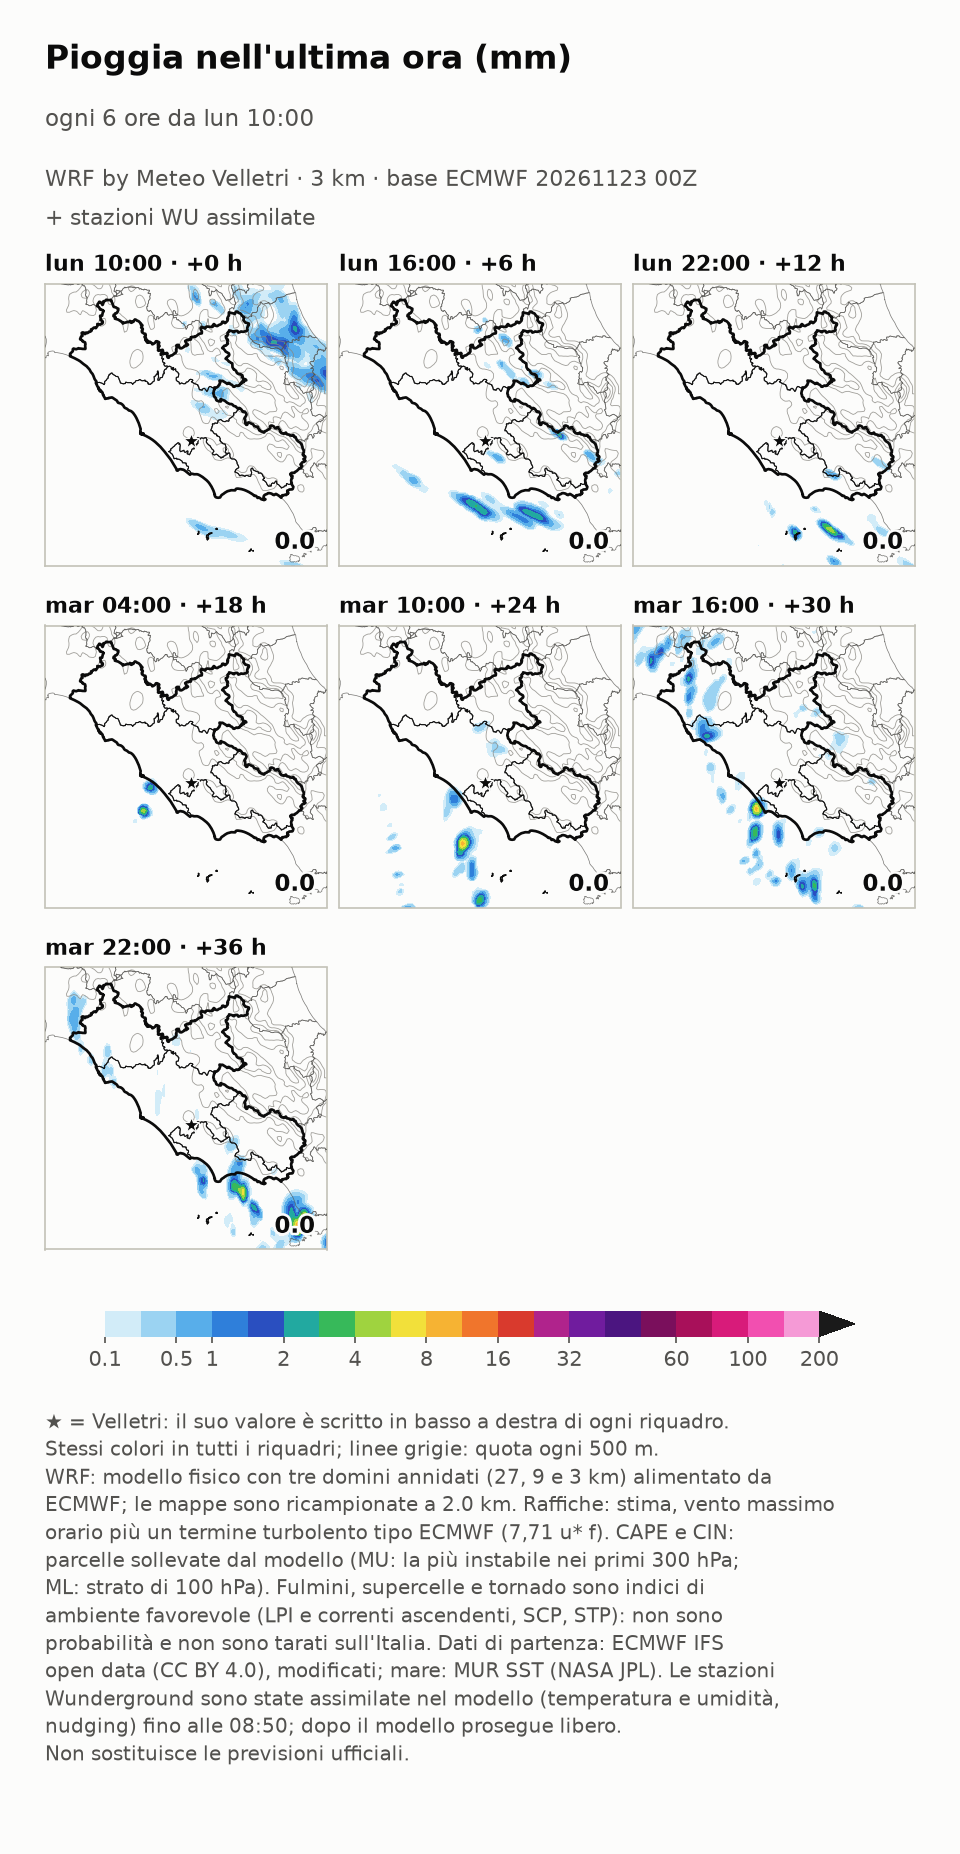 Pioggia nell'ultima ora (mm)
ogni 6 ore da lun 10:00
WRF by Meteo Velletri · 3 km · base ECMWF 20261123 00Z
+ stazioni WU assimilate
lun 10:00 · +0 h
lun 16:00 · +6 h
lun 22:00 · +12 h
0.0
0.0
0.0
mar 04:00 · +18 h
mar 10:00 · +24 h
mar 16:00 · +30 h
0.0
0.0
0.0
mar 22:00 · +36 h
0.0
0.1 0.5 1 2 4 8 16 32 60 100 200
★ = Velletri: il suo valore è scritto in basso a destra di ogni riquadro.
Stessi colori in tutti i riquadri; linee grigie: quota ogni 500 m.
WRF: modello fisico con tre domini annidati (27, 9 e 3 km) alimentato da
ECMWF; le mappe sono ricampionate a 2.0 km. Raffiche: stima, vento massimo
orario più un termine turbolento tipo ECMWF (7,71 u* f). CAPE e CIN:
parcelle sollevate dal modello (MU: la più instabile nei primi 300 hPa;
ML: strato di 100 hPa). Fulmini, supercelle e tornado sono indici di
ambiente favorevole (LPI e correnti ascendenti, SCP, STP): non sono
probabilità e non sono tarati sull'Italia. Dati di partenza: ECMWF IFS
open data (CC BY 4.0), modificati; mare: MUR SST (NASA JPL). Le stazioni
Wunderground sono state assimilate nel modello (temperatura e umidità,
nudging) fino alle 08:50; dopo il modello prosegue libero.
Non sostituisce le previsioni ufficiali.